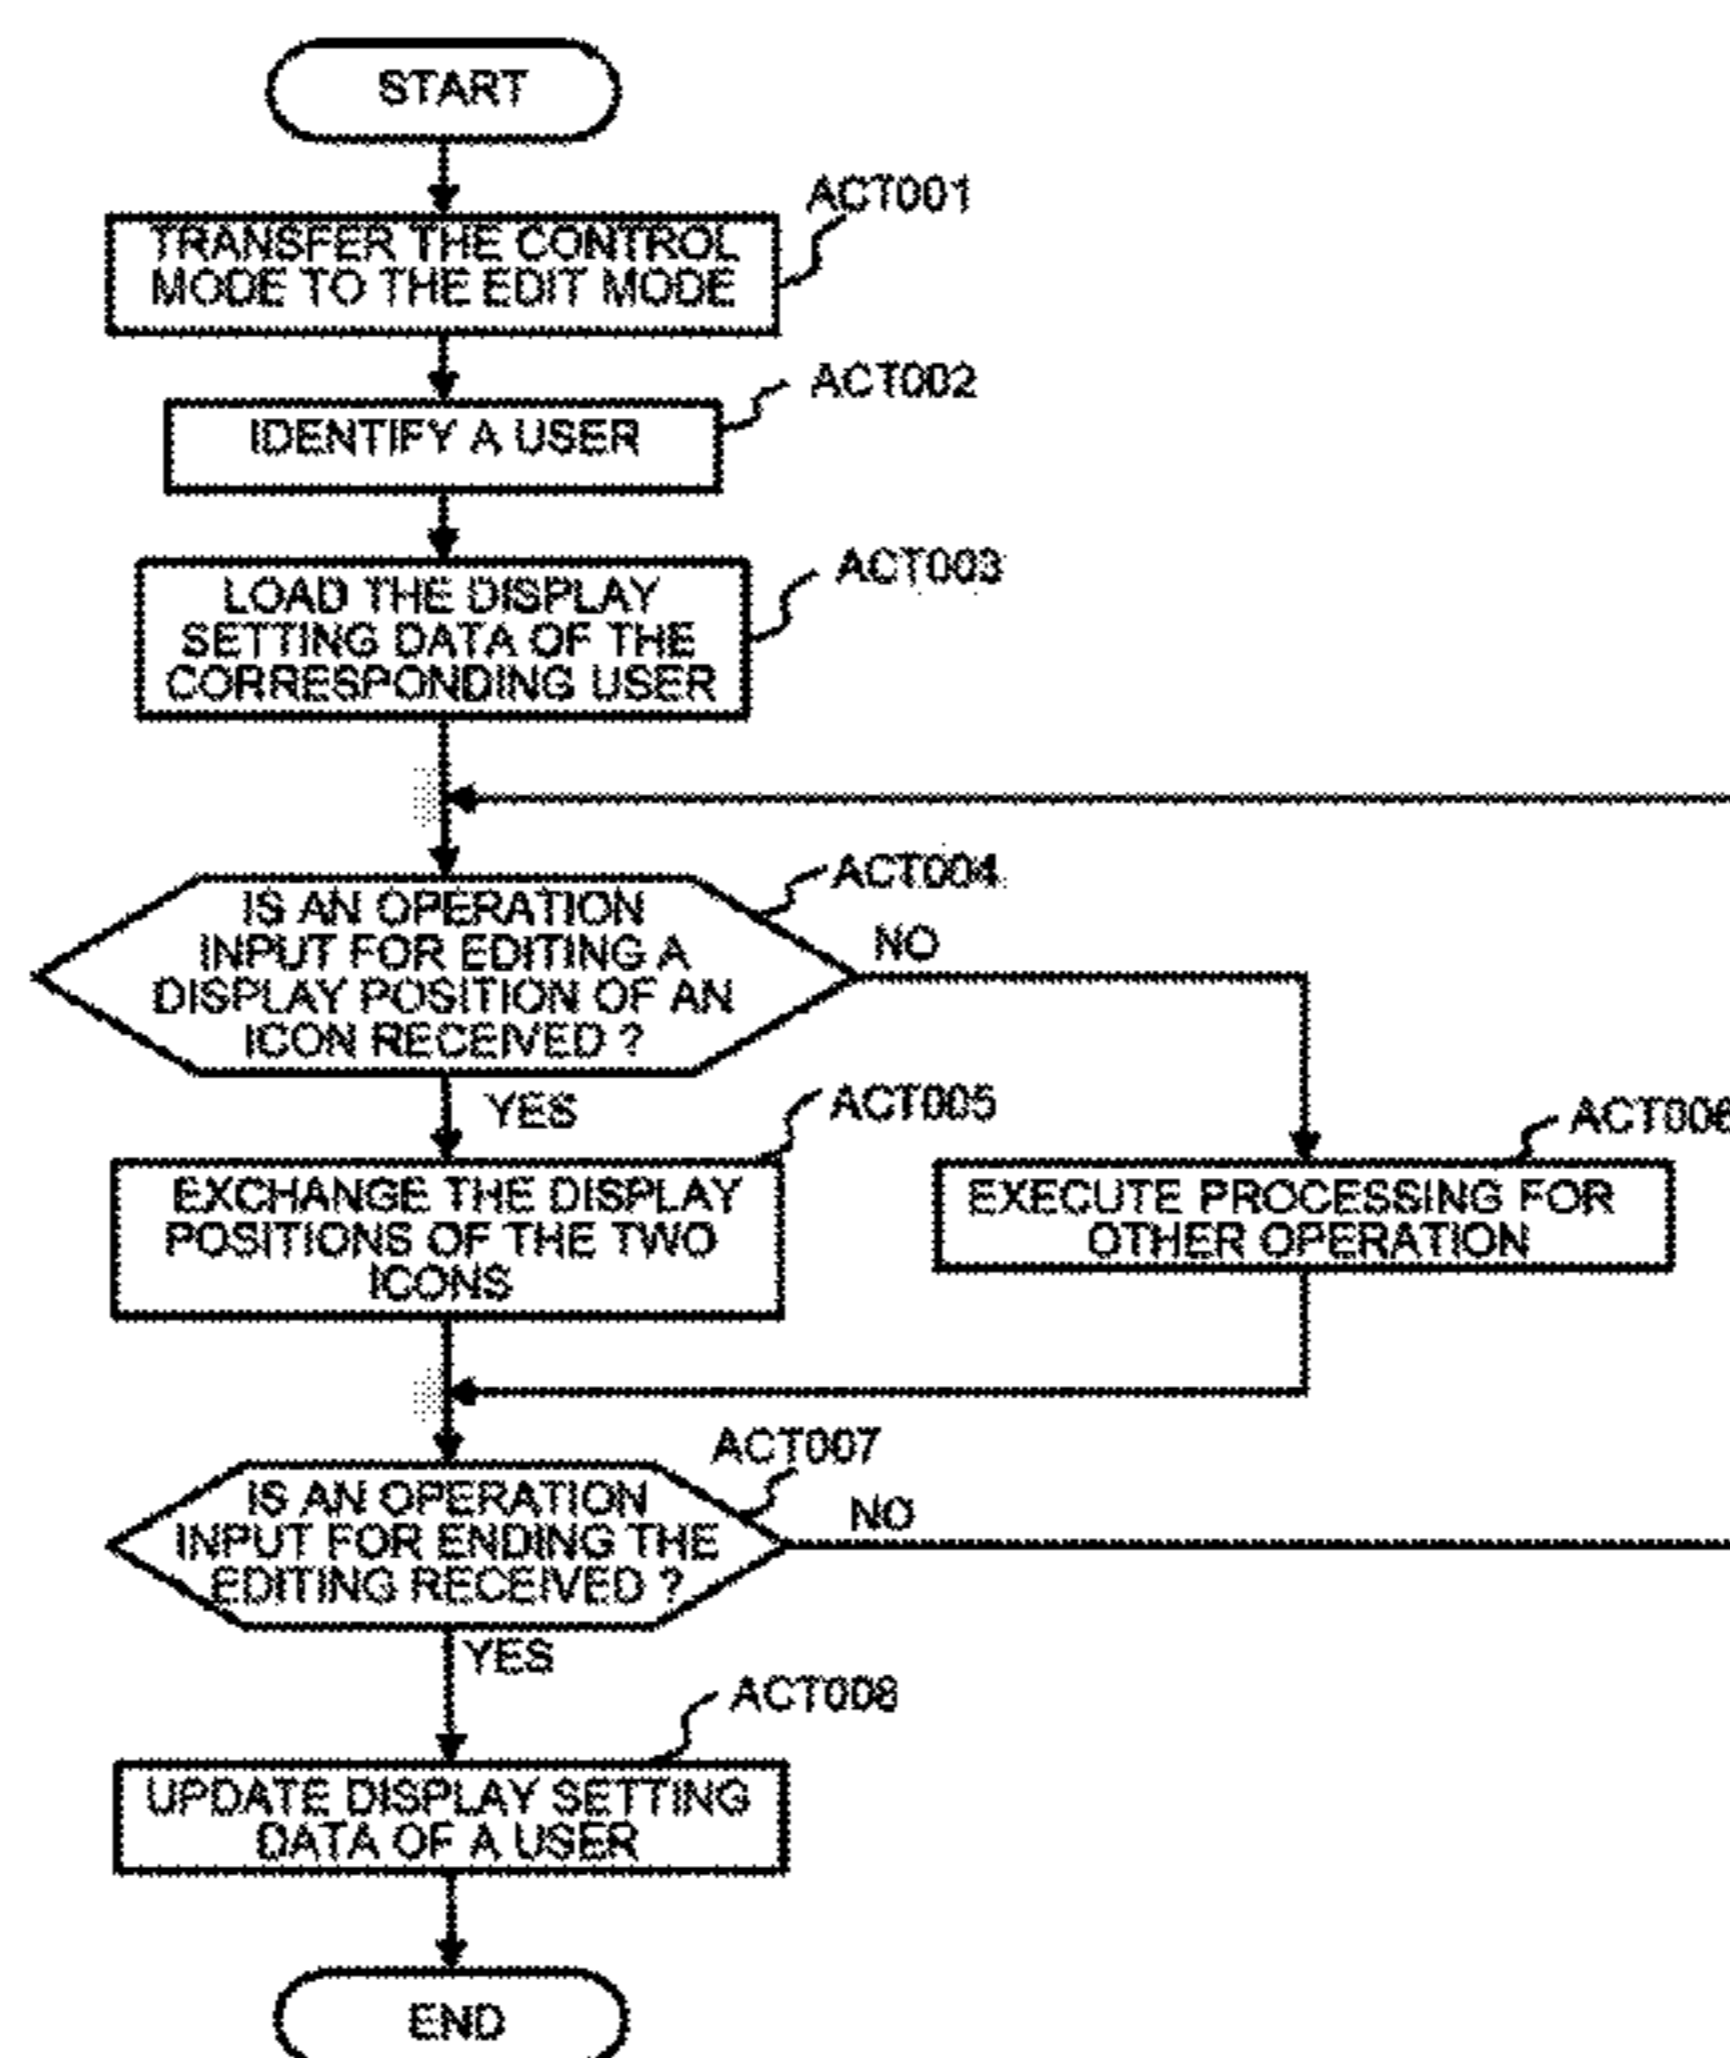 START
ACT001
TRANSFER THE CONTROL
MODE TO THE EDIT MODE
ACT002
IDENTIFY A USER
ACT003
LOAD THE DISPLAY
SETTING DATA OF THE
CORRESPONDING USER
ACT004
IS AN OPERATION
INPUT FOR EDITING A
DISPLAY POSITION OF AN
ICON RECEIVED ?
NO
YES
ACT005
EXCHANGE THE DISPLAY
POSITIONS OF THE TWO
ICONS
ACT006
EXECUTE PROCESSING FOR
OTHER OPERATION
ACT007
IS AN OPERATION
INPUT FOR ENDING THE
EDITING RECEIVED ?
NO
YES
ACT008
UPDATE DISPLAY SETTING
DATA OF A USER
END